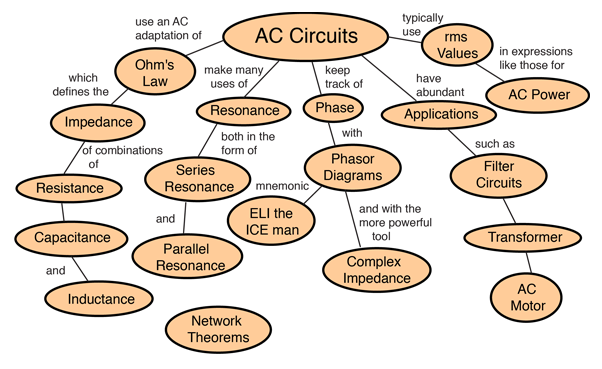 AC Circuits
use an AC
adaptation of
Ohm's
Law
which
defines the
Impedance
of combinations
of
Resistance
Capacitance
and
Inductance
make many
uses of
Resonance
both in the
form of
Series
Resonance
and
Parallel
Resonance
keep
track of
Phase
with
Phasor
Diagrams
mnemonic
ELI the
ICE man
and with the
more powerful
tool
Complex
Impedance
have
abundant
Applications
such as
Filter
Circuits
Transformer
AC
Motor
typically
use
rms
Values
in expressions
like those for
AC Power
Network
Theorems